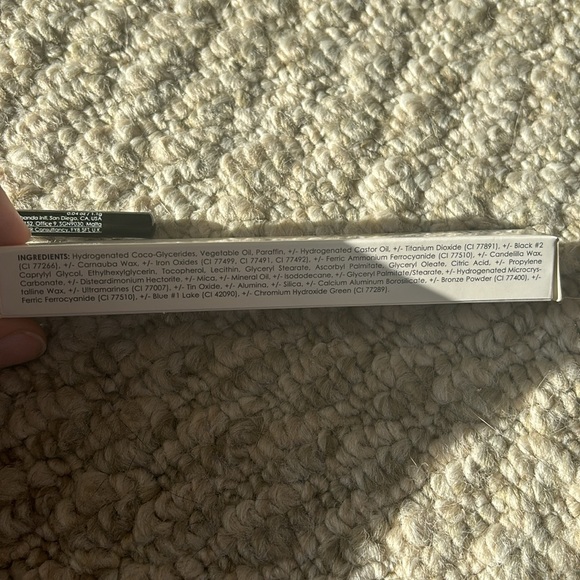 0.04 oz / 1.1g
Intl. San Diego, CA, USA
Office 9, SGN9030, Malta
Consultancy, FY8 5FT, U.K
INGREDIENTS: Hydrogenated Coco-Glycerides, Vegetable Oil, Paraffin, +/- Hydrogenated Castor Oil, +/- Titanium Dioxide (CI 77891), +/- Black #2
(CI 77266), +/- Carnauba Wax, +/- Iron Oxides (CI 77499, CI 77491, CI 77492), +/- Ferric Ammonium Ferrocyanide (CI 77510), +/- Candelilla Wax,
Caprylyl Glycol, Ethylhexylglycerin, Tocopherol, Lecithin, Glyceryl Stearate, Ascorbyl Palmitate, Glyceryl Oleate, Citric Acid, +/- Propylene
Carbonate, +/- Disteardimonium Hectorite, +/- Mica, +/- Mineral Oil, +/- Isododecane, +/- Glyceryl Palmitate/Stearate, +/- Hydrogenated Microcrys-
talline Wax, +/- Ultramarines (CI 77007), +/- Tin Oxide, +/- Alumina, +/- Silica, +/- Calcium Aluminum Borosilicate, +/- Bronze Powder (CI 77400), +/-
Ferric Ferrocyanide (CI 77510), +/- Blue #1 Lake (CI 42090), +/- Chromium Hydroxide Green (CI 77289).